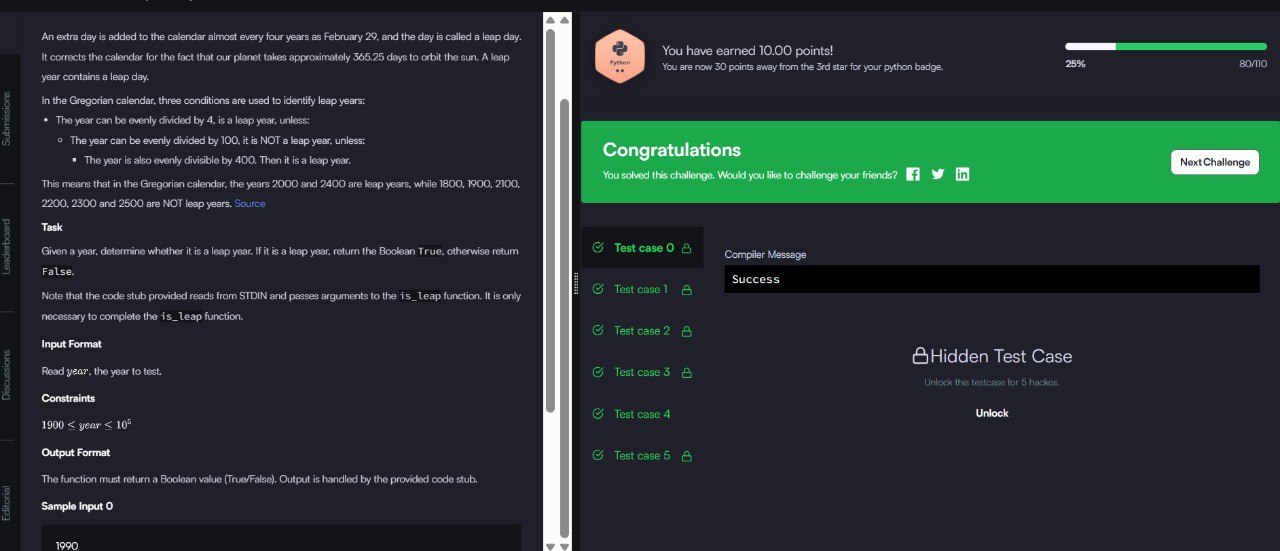 An extra day is added to the calendar almost every four years as February 29, and the day is called a leap day.
It corrects the calendar for the fact that our planet takes approximately 365.25 days to orbit the sun. A leap
year contains a leap day.
In the Gregorian calendar, three conditions are used to identify leap years:
• The year can be evenly divided by 4, is a leap year, unless:
◦ The year can be evenly divided by 100, it is NOT a leap year, unless:
▪ The year is also evenly divisible by 400. Then it is a leap year.
This means that in the Gregorian calendar, the years 2000 and 2400 are leap years, while 1800, 1900, 2100,
2200, 2300 and 2500 are NOT leap years. Source
Task
Given a year, determine whether it is a leap year. If it is a leap year, return the Boolean True, otherwise return
False.
Note that the code stub provided reads from STDIN and passes arguments to the is_leap function. It is only
necessary to complete the is_leap function.
Input Format
Read year, the year to test.
Constraints
1900 ≤ year ≤ 10⁵
Output Format
The function must return a Boolean value (True/False). Output is handled by the provided code stub.
Sample Input 0
1990
Submissions
Leaderboard
Discussions
Editorial
Python
You have earned 10.00 points!
You are now 30 points away from the 3rd star for your python badge.
25%
80/110
Congratulations
You solved this challenge. Would you like to challenge your friends?
Next Challenge
Test case 0
Test case 1
Test case 2
Test case 3
Test case 4
Test case 5
Compiler Message
Success
Hidden Test Case
Unlock this testcase for 5 hackos.
Unlock